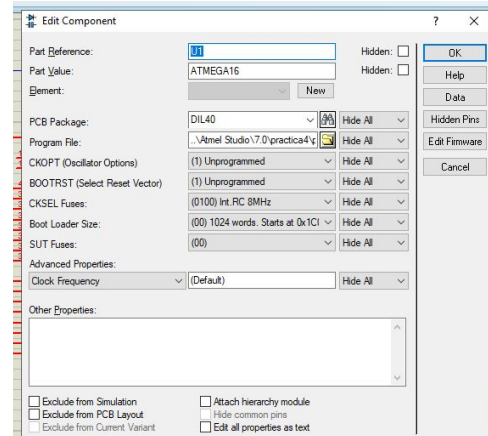 Edit Component ? ×
Part Reference: U1 Hidden: OK
Part Value: ATMEGA16 Hidden: Help
Element: New Data
PCB Package: DIL40 Hide All Hidden Pins
Program File: ..\Atmel Studio\7.0\practica4\p Hide All Edit Firmware
CKOPT (Oscillator Options) (1) Unprogrammed Hide All Cancel
BOOTRST (Select Reset Vector) (1) Unprogrammed Hide All
CKSEL Fuses: (0100) Int.RC 8MHz Hide All
Boot Loader Size: (00) 1024 words. Starts at 0x1C( Hide All
SUT Fuses: (00) Hide All
Advanced Properties:
Clock Frequency (Default) Hide All
Other Properties:
Exclude from Simulation Attach hierarchy module
Exclude from PCB Layout Hide common pins
Exclude from Current Variant Edit all properties as text